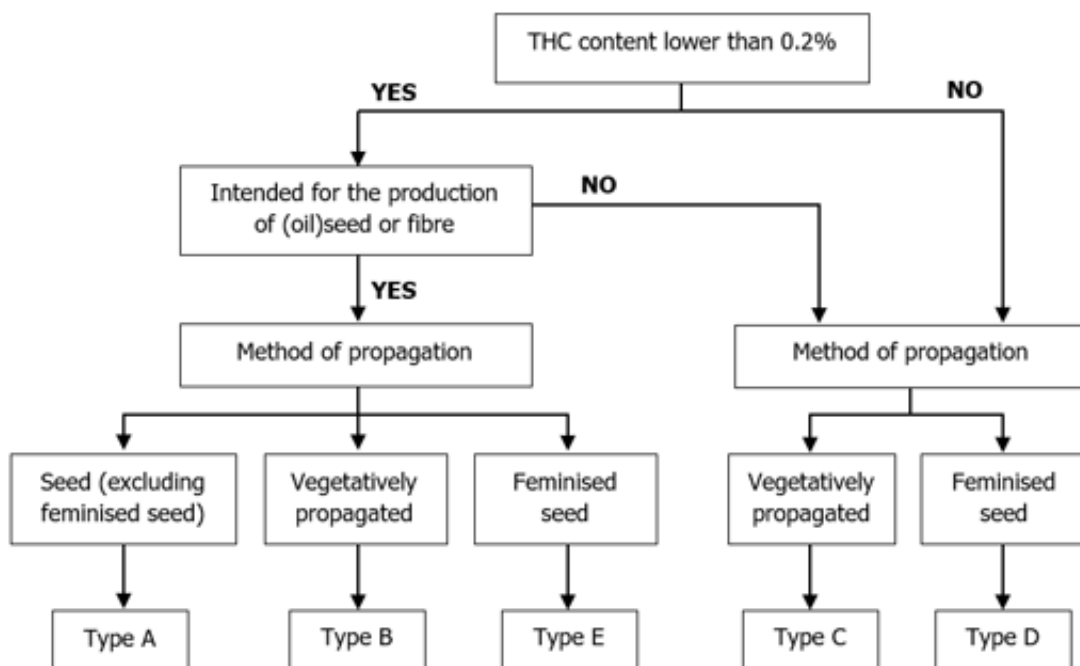 THC content lower than 0.2%
YES
NO
Intended for the production
of (oil)seed or fibre
NO
YES
Method of propagation
Method of propagation
Seed (excluding
feminised seed)
Vegetatively
propagated
Feminised
seed
Vegetatively
propagated
Feminised
seed
Type A
Type B
Type E
Type C
Type D